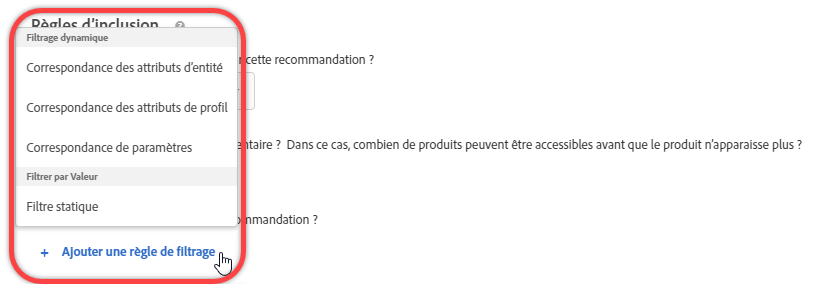 Règles d'inclusion ?
Filtrage dynamique
cette recommandation ?
Correspondance des attributs d'entité
Correspondance des attributs de profil
Correspondance de paramètres
Dans ce cas, combien de produits peuvent être accessibles avant que le produit n'apparaisse plus ?
Filtrer par Valeur
Filtre statique
?
+ Ajouter une règle de filtrage